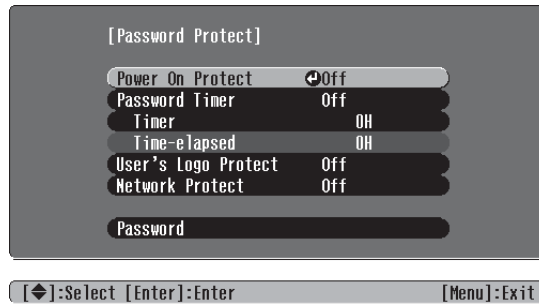 [Password Protect]
Power On Protect Off
Password Timer Off
Timer 0H
Time-elapsed 0H
User's Logo Protect Off
Network Protect Off
Password
[◆]:Select [Enter]:Enter [Menu]:Exit